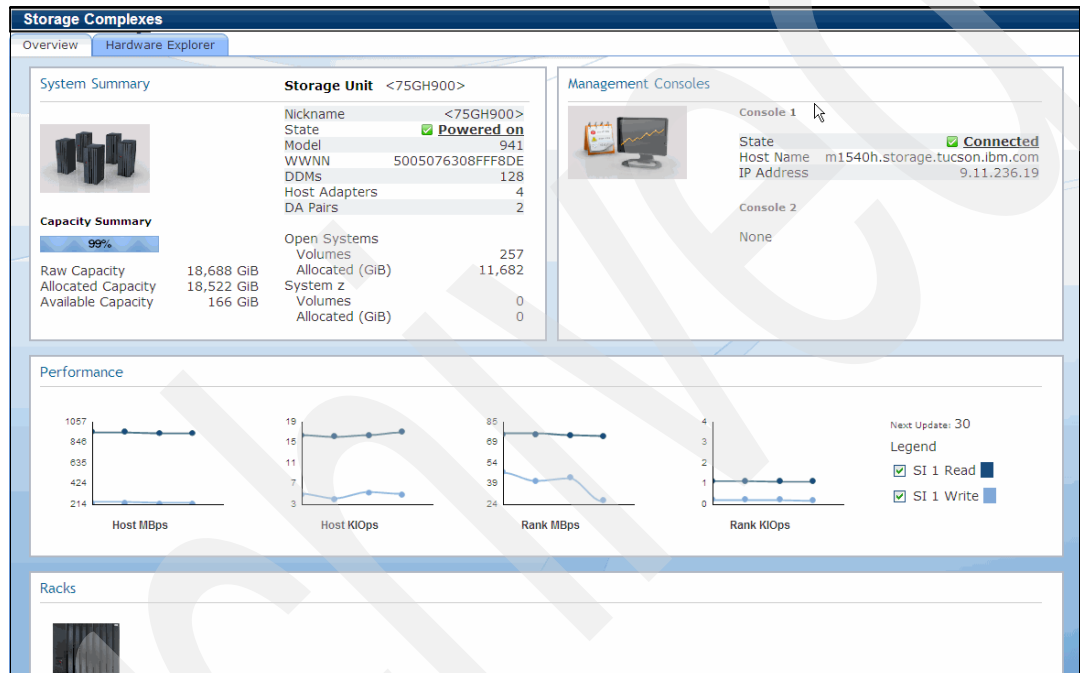 Storage Complexes
Overview Hardware Explorer
System Summary
Storage Unit <75GH900>
Nickname <75GH900>
State Powered on
Model 941
WWNN 5005076308FFF8DE
DDMs 128
Host Adapters 4
DA Pairs 2
Capacity Summary
99%
Raw Capacity 18,688 GiB
Allocated Capacity 18,522 GiB
Available Capacity 166 GiB
Open Systems
Volumes 257
Allocated (GiB) 11,682
System z
Volumes 0
Allocated (GiB) 0
Management Consoles
Console 1
State Connected
Host Name m1540h.storage.tucson.ibm.com
IP Address 9.11.236.19
Console 2
None
Performance
1057
846
635
424
214
Host MBps
19
15
11
7
3
Host KIOps
85
69
54
39
24
Rank MBps
4
3
2
1
0
Rank KIOps
Next Update: 30
Legend
SI 1 Read
SI 1 Write
Racks